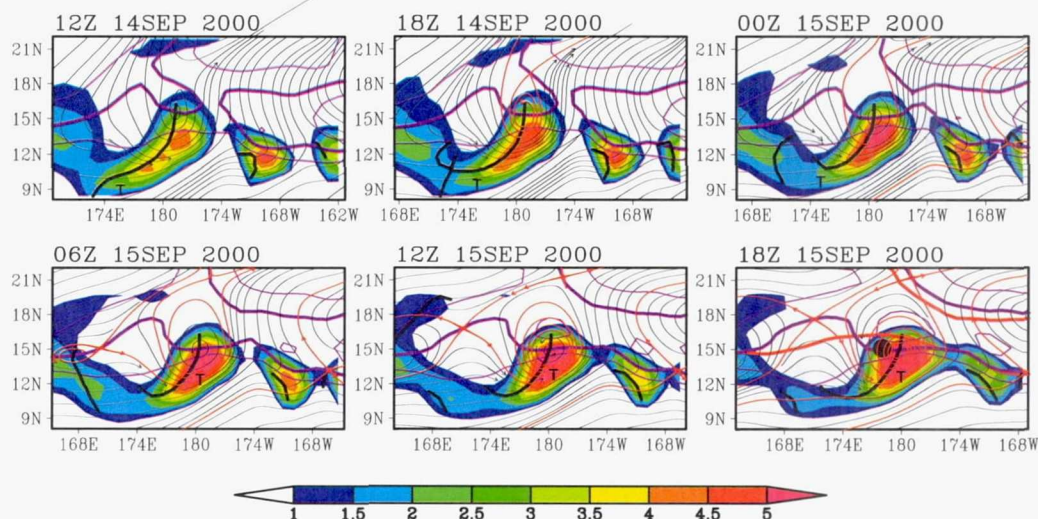 12Z 14SEP 2000 18Z 14SEP 2000 00Z 15SEP 2000
21N 21N 21N
18N 18N 18N
15N 15N 15N
12N 12N 12N
9N T 9N T 9N T
174E 180 174W 168W 162W 168E 174E 180 174W 168W 168E 174E 180 174W 168W
06Z 15SEP 2000 12Z 15SEP 2000 18Z 15SEP 2000
21N 21N 21N
18N 18N 18N
15N 15N 15N
12N T 12N T 12N T
9N 9N 9N
168E 174E 180 174W 168W 168E 174E 180 174W 168W 168E 174E 180 174W 168W
1 1.5 2 2.5 3 3.5 4 4.5 5